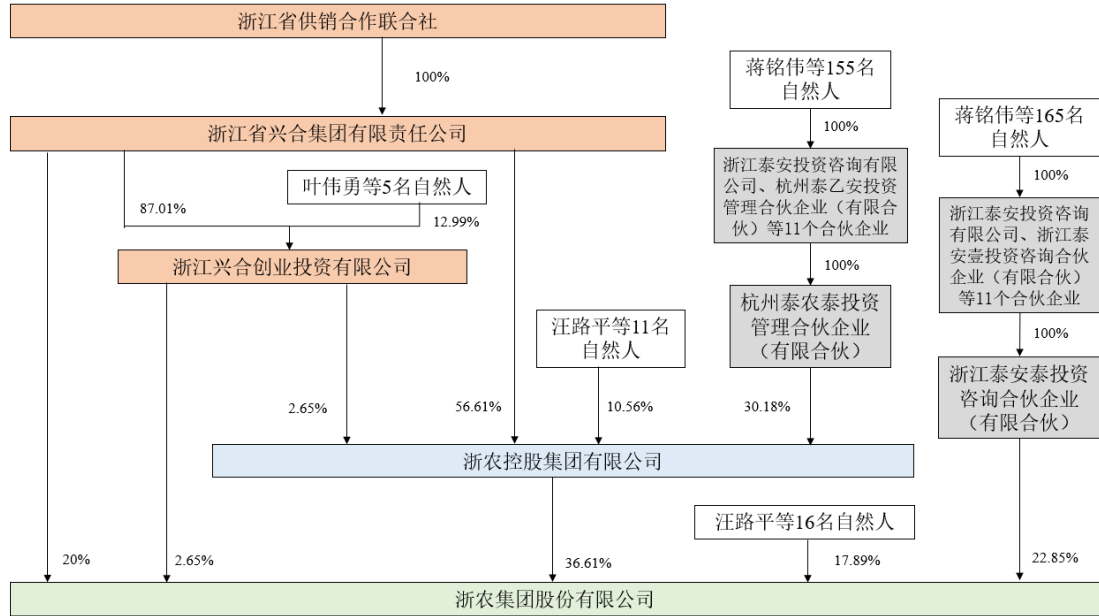 浙江省供销合作联合社
100%
蒋铭伟等155名
自然人
蒋铭伟等165名
自然人
浙江省兴合集团有限责任公司
100%
100%
叶伟勇等5名自然人
浙江泰安投资咨询有限
公司、杭州泰乙安投资
管理合伙企业（有限合
伙）等11个合伙企业
87.01%
12.99%
浙江泰安投资咨询
有限公司、浙江泰
安壹投资咨询合伙
企业（有限合伙）
等11个合伙企业
浙江兴合创业投资有限公司
100%
杭州泰农泰投资
管理合伙企业
（有限合伙）
汪路平等11名
自然人
100%
浙江泰安泰投资
咨询合伙企业
（有限合伙）
2.65%
56.61%
10.56%
30.18%
浙农控股集团有限公司
汪路平等16名自然人
20%
2.65%
36.61%
17.89%
22.85%
浙农集团股份有限公司